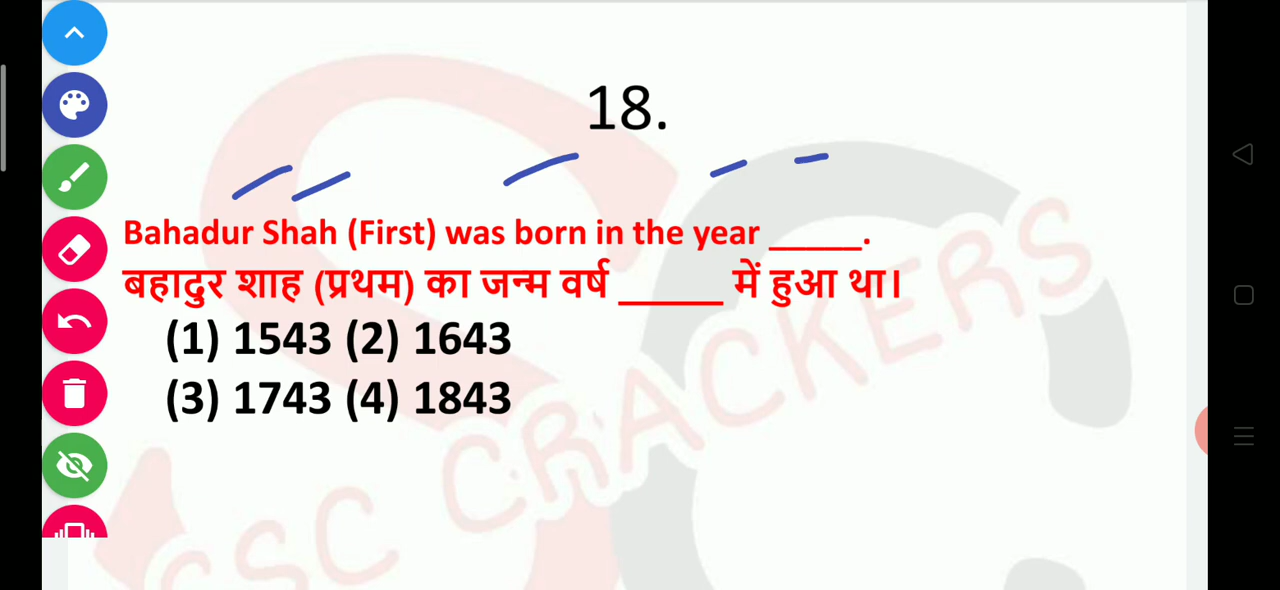 18.
Bahadur Shah (First) was born in the year _____.
बहादुर शाह (प्रथम) का जन्म वर्ष _____ में हुआ था।
(1) 1543 (2) 1643
(3) 1743 (4) 1843
SSC CRACKERS